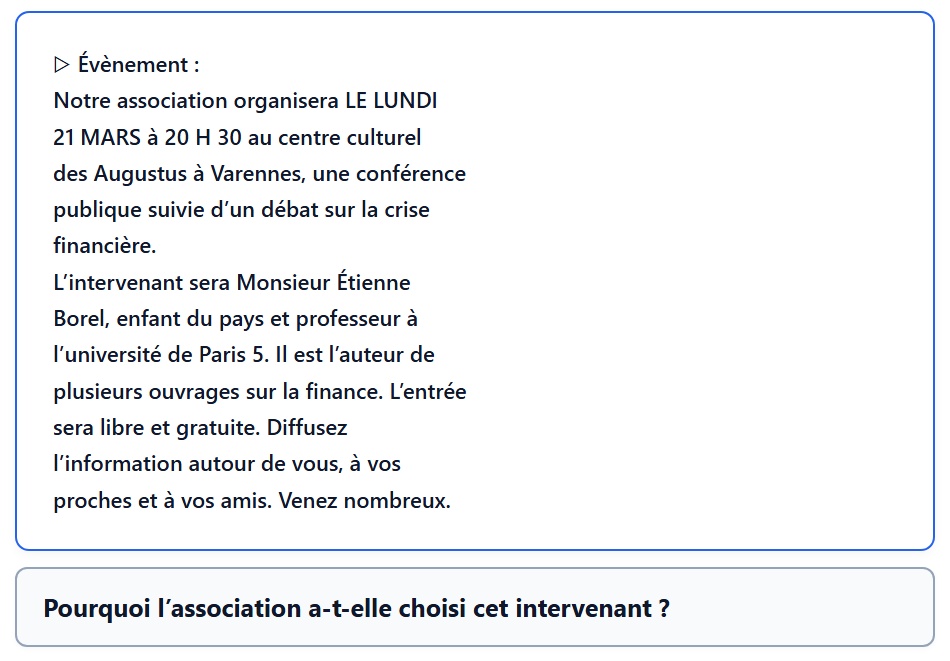 ▷ Évènement :
Notre association organisera LE LUNDI
21 MARS à 20 H 30 au centre culturel
des Augustus à Varennes, une conférence
publique suivie d’un débat sur la crise
financière.
L’intervenant sera Monsieur Étienne
Borel, enfant du pays et professeur à
l’université de Paris 5. Il est l’auteur de
plusieurs ouvrages sur la finance. L’entrée
sera libre et gratuite. Diffusez
l’information autour de vous, à vos
proches et à vos amis. Venez nombreux.
Pourquoi l’association a-t-elle choisi cet intervenant ?